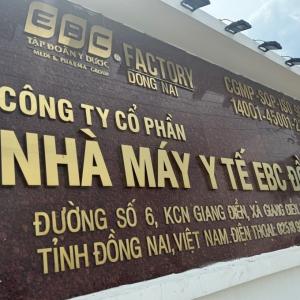 EBC
TẬP ĐOÀN Y DƯỢC
MEDI & PHARMA GROUP
FACTORY
ĐỒNG NAI
CGMP-SOP-ISO
14001-45001
CÔNG TY CỔ PHẦN
NHÀ MÁY Y TẾ EBC
ĐƯỜNG SỐ 6, KCN GIANG ĐIỀN, XÃ GIANG ĐIỀN,
TỈNH ĐỒNG NAI, VIỆT NAM. ĐIỆN THOẠI: